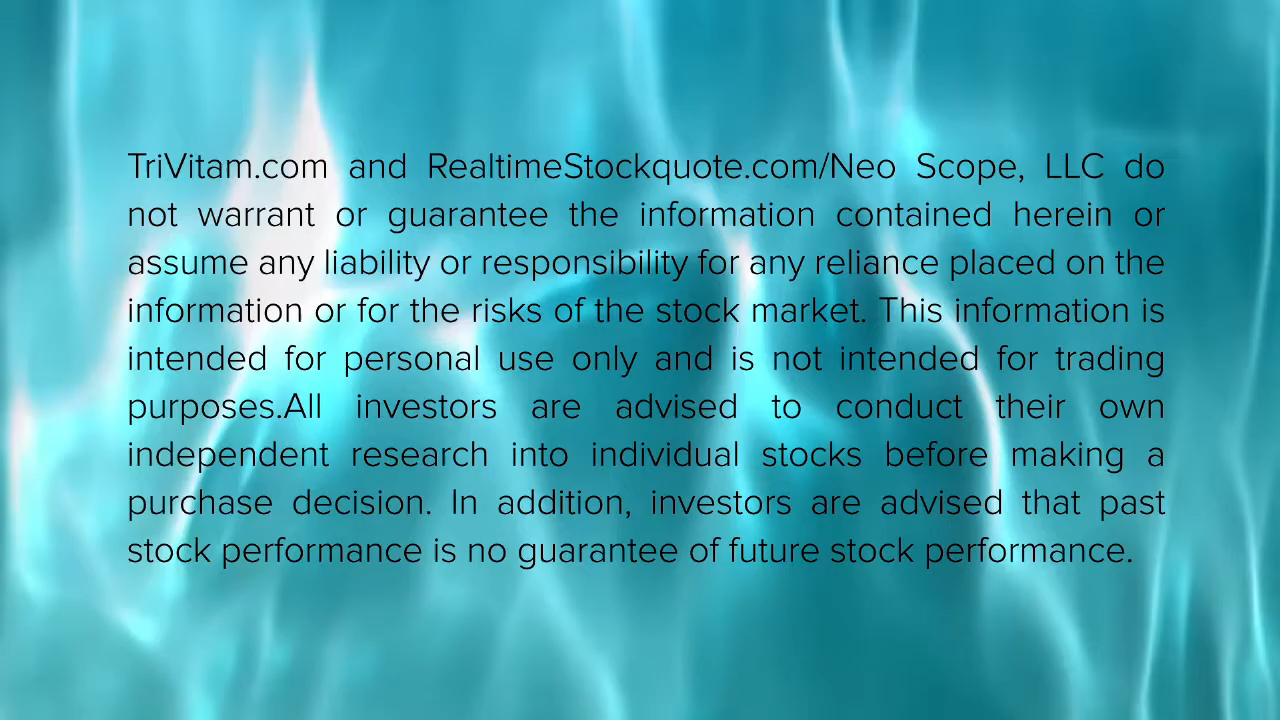 TriVitam.com and RealtimeStockquote.com/Neo Scope, LLC do
not warrant or guarantee the information contained herein or
assume any liability or responsibility for any reliance placed on the
information or for the risks of the stock market. This information is
intended for personal use only and is not intended for trading
purposes.All investors are advised to conduct their own
independent research into individual stocks before making a
purchase decision. In addition, investors are advised that past
stock performance is no guarantee of future stock performance.